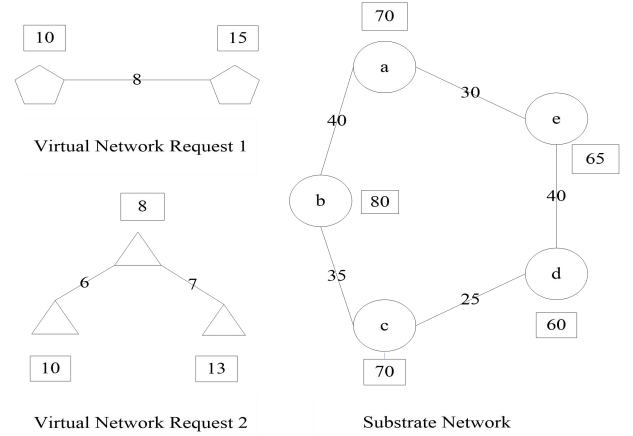 10
15
8
Virtual Network Request 1
8
6
7
10
13
Virtual Network Request 2
70
a
30
40
e
65
b
80
40
35
d
25
60
c
70
Substrate Network